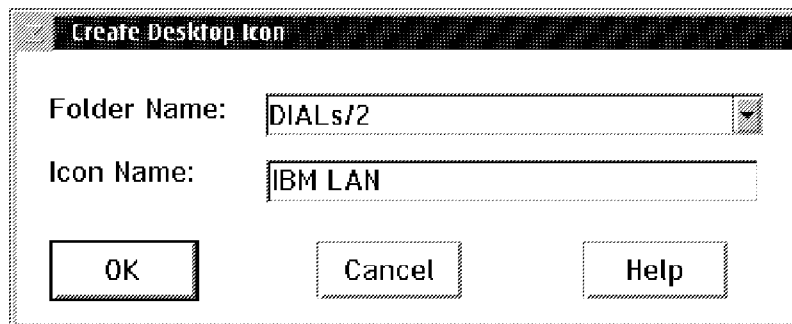 Create Desktop Icon
Folder Name: DIALs/2
Icon Name: IBM LAN
OK Cancel Help